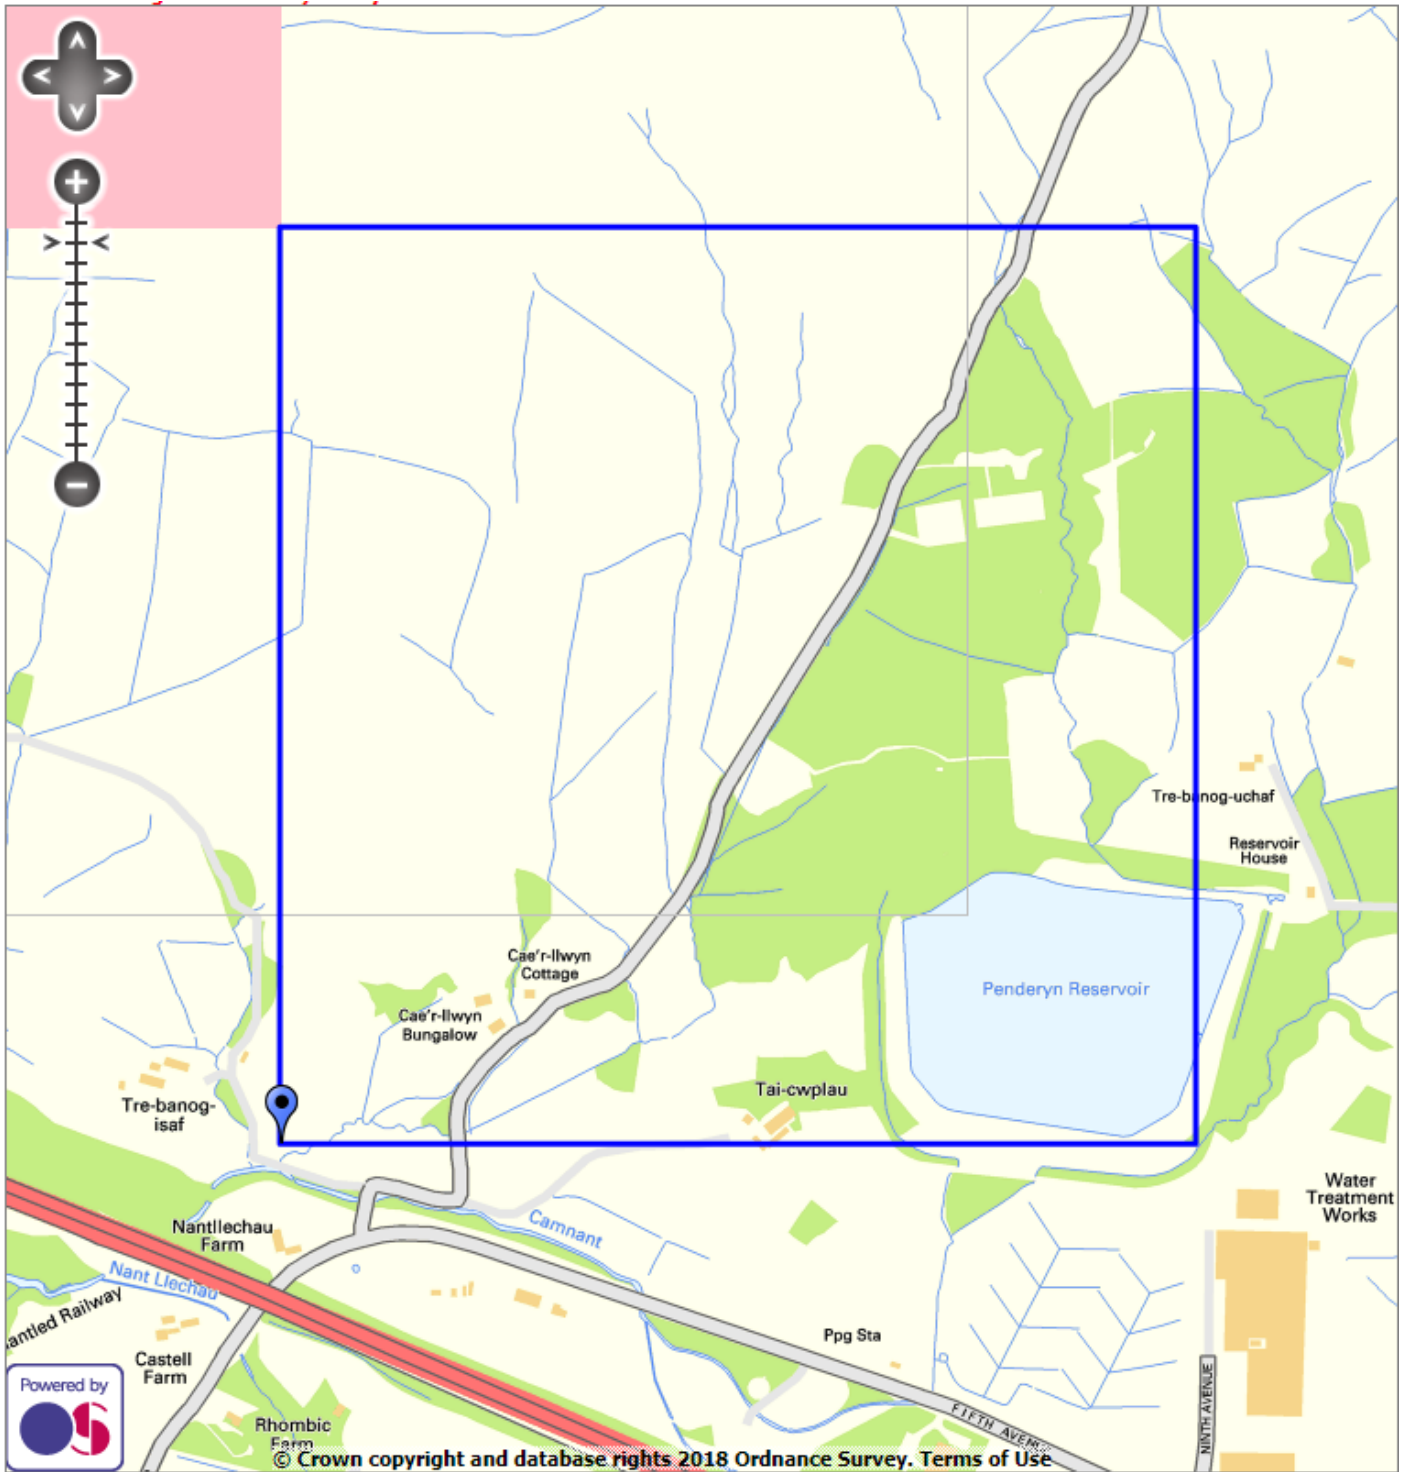 Tre-banog-uchaf
Reservoir
House
Cae'r-llwyn
Cottage
Penderyn Reservoir
Cae'r-llwyn
Bungalow
Tai-cwplau
Tre-banog-
isaf
Water
Treatment
Works
Nantllechau
Farm
Camnant
Nant Llechau
antled Railway
Ppg Sta
Castell
Farm
NINTH AVENUE
Powered by
OS
FIFTH AVENU
Rhombic
Farm
© Crown copyright and database rights 2018 Ordnance Survey. Terms of Use